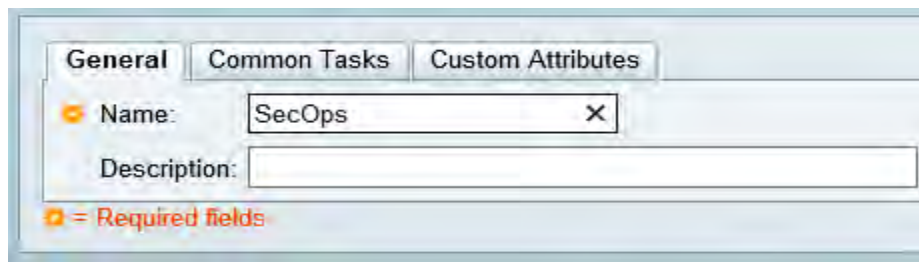 General Common Tasks Custom Attributes
Name: SecOps
Description:
= Required fields